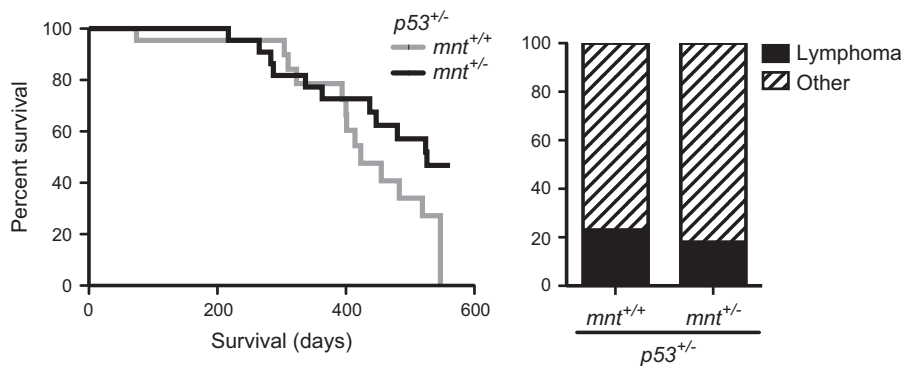 100
80
60
40
20
0
Percent survival
0 200 400 600
Survival (days)
p53+/-
mnt+/+
mnt+/-
100
80
60
40
20
0
Lymphoma
Other
mnt+/+ mnt+/-
p53+/-